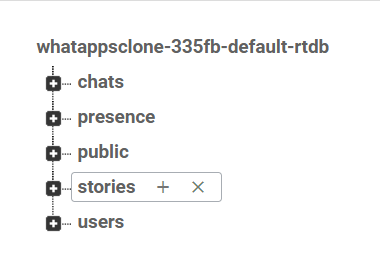 whatappsclone-335fb-default-rtdb
chats
presence
public
stories + ×
users